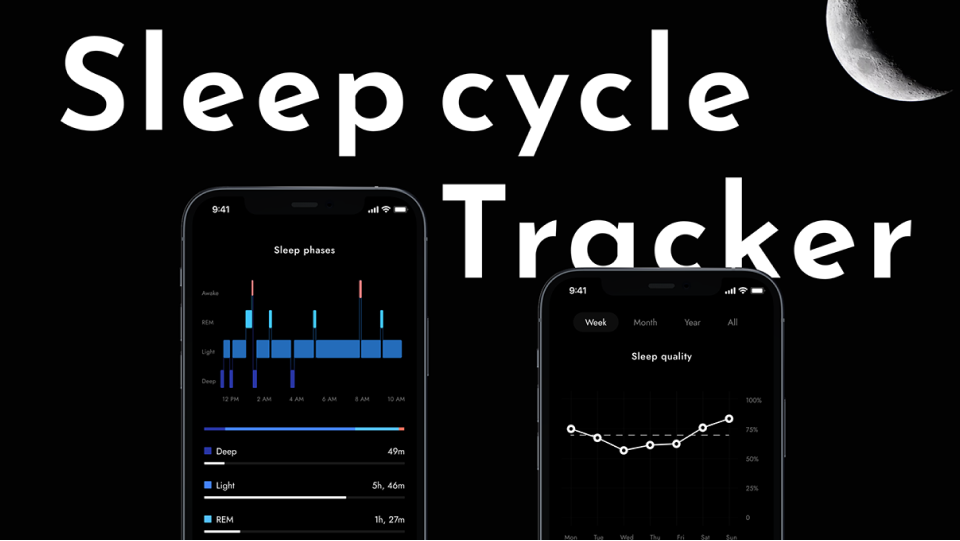 Sleep cycle
Tracker
9:41
Sleep phases
Awake
REM
Light
Deep
12 PM 2 AM 4 AM 6 AM 8 AM 10 AM
Deep 49m
Light 5h, 46m
REM 1h, 27m
9:41
Week Month Year All
Sleep quality
100%
75%
50%
25%
0
Mon Tue Wed Thu Fri Sat Sun